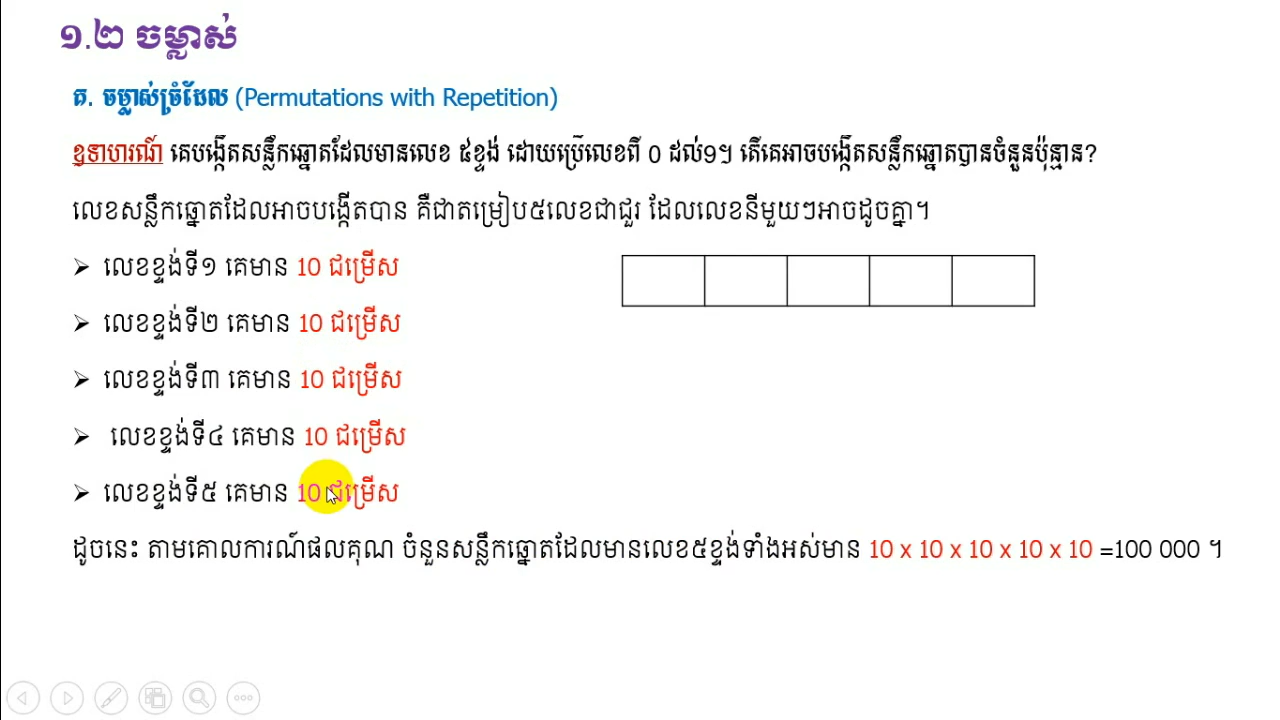 ១.២ ចម្លាស់
គ. ចម្លាស់ច្រំដែល (Permutations with Repetition)
ឧទាហរណ៍ គេបង្កើតសន្លឹកឆ្នោតដែលមានលេខ ៥ខ្ទង់ ដោយប្រើលេខពី 0 ដល់9។ តើគេអាចបង្កើតសន្លឹកឆ្នោតបានចំនួនប៉ុន្មាន?
លេខសន្លឹកឆ្នោតដែលអាចបង្កើតបាន គឺជាតម្រៀប៥លេខជាជួរ ដែលលេខនីមួយៗអាចដូចគ្នា។
➢ លេខខ្ទង់ទី១ គេមាន 10 ជម្រើស
➢ លេខខ្ទង់ទី២ គេមាន 10 ជម្រើស
➢ លេខខ្ទង់ទី៣ គេមាន 10 ជម្រើស
➢ លេខខ្ទង់ទី៤ គេមាន 10 ជម្រើស
➢ លេខខ្ទង់ទី៥ គេមាន 10 ជម្រើស
ដូចនេះ តាមគោលការណ៍ផលគុណ ចំនួនសន្លឹកឆ្នោតដែលមានលេខ៥ខ្ទង់ទាំងអស់មាន 10 x 10 x 10 x 10 x 10 =100 000 ។